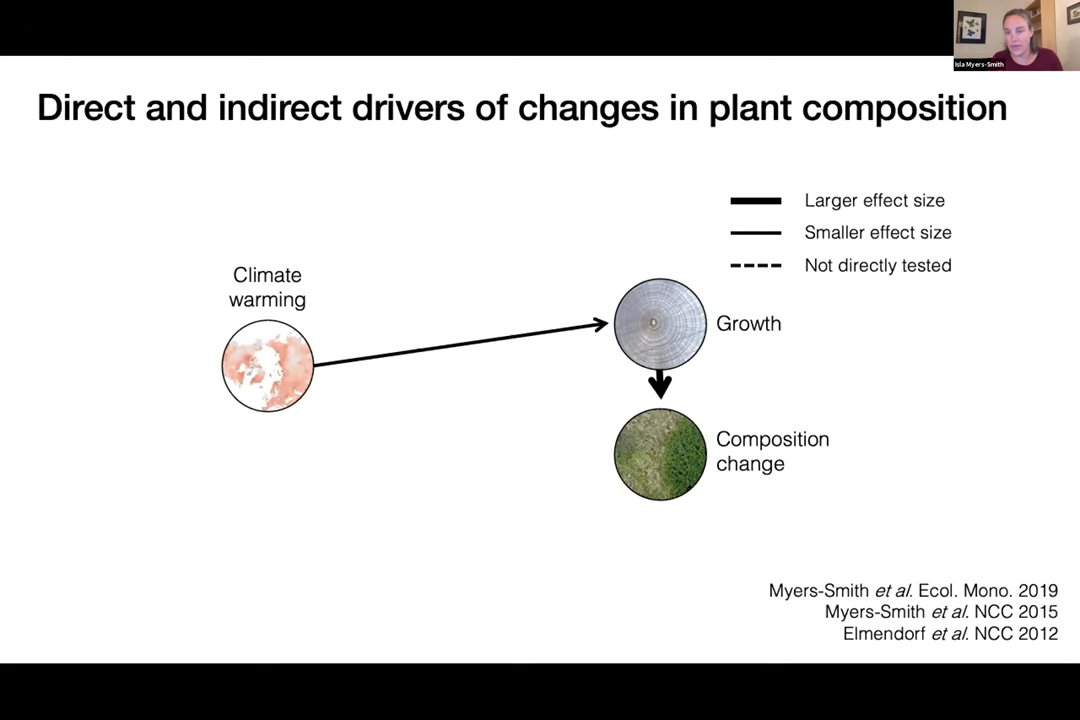 Isla Myers-Smith
Direct and indirect drivers of changes in plant composition
Larger effect size
Smaller effect size
Not directly tested
Climate
warming
Growth
Composition
change
Myers-Smith et al. Ecol. Mono. 2019
Myers-Smith et al. NCC 2015
Elmendorf et al. NCC 2012